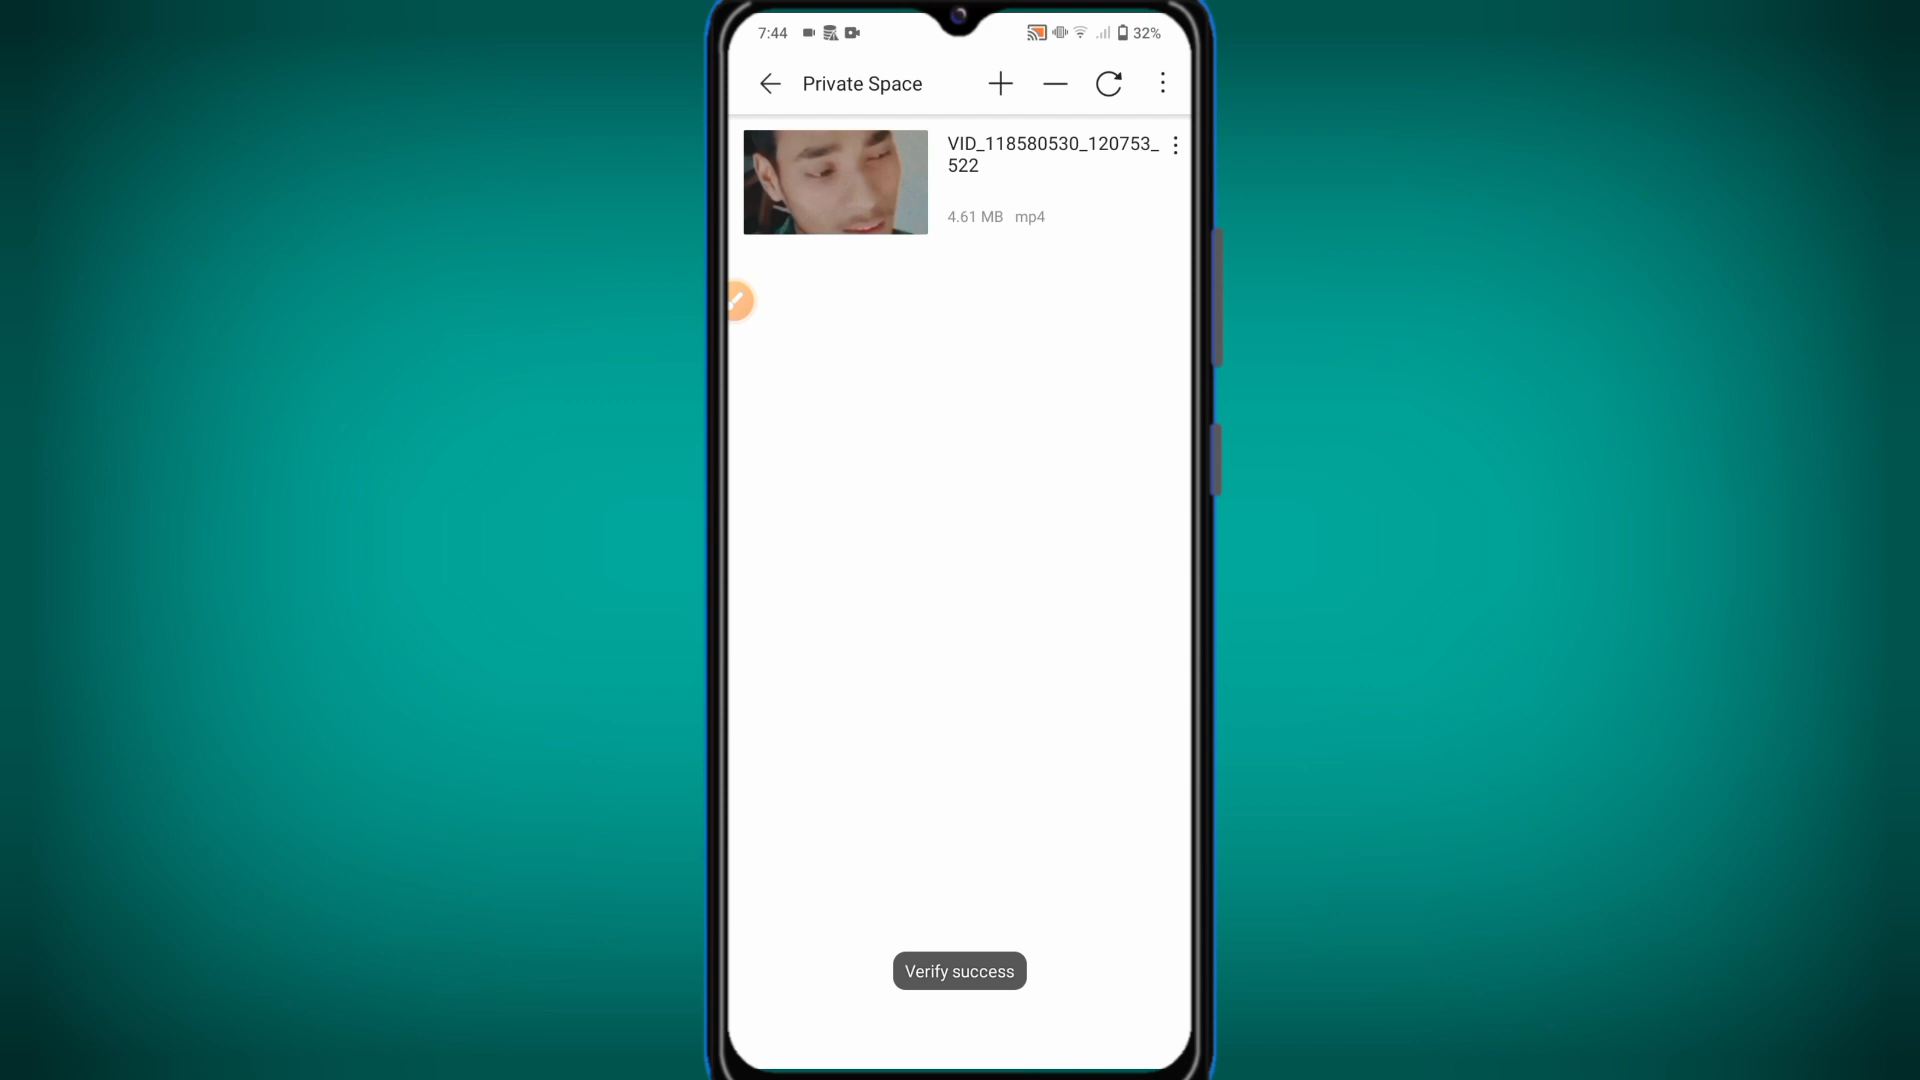 7:44
32%
Private Space
VID_118580530_120753_
522
4.61 MB mp4
Verify success